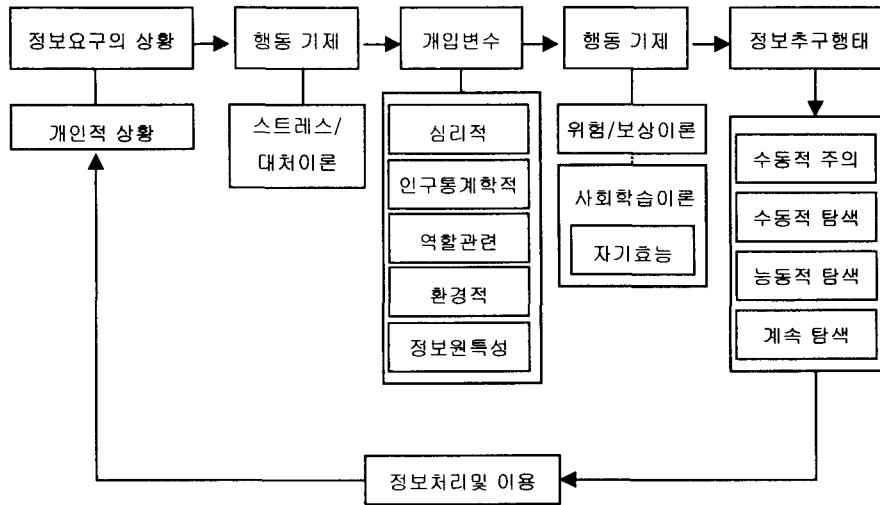 정보요구의 상황
행동 기제
개입변수
행동 기제
정보추구행태
개인적 상황
스트레스/
대처이론
심리적
인구통계학적
역할관련
환경적
정보원특성
위험/보상이론
사회학습이론
자기효능
수동적 주의
수동적 탐색
능동적 탐색
계속 탐색
정보처리및 이용